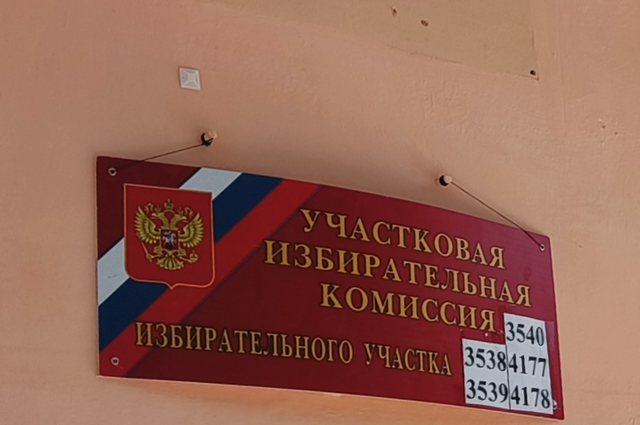 УЧАСТКОВАЯ
ИЗБИРАТЕЛЬНАЯ
КОМИССИЯ
ИЗБИРАТЕЛЬНОГО УЧАСТКА
3540
3538 4177
3539 4178